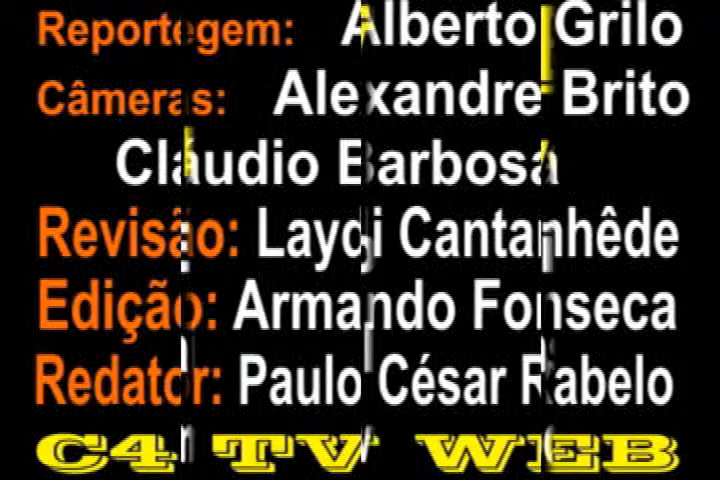 Reportegem: Alberto Grilo
Câmeras: Alexandre Brito
Cláudio Barbosa
Revisão: Laydi Cantanhêde
Edição: Armando Fonseca
Redator: Paulo César Rabelo
C4 TV WEB